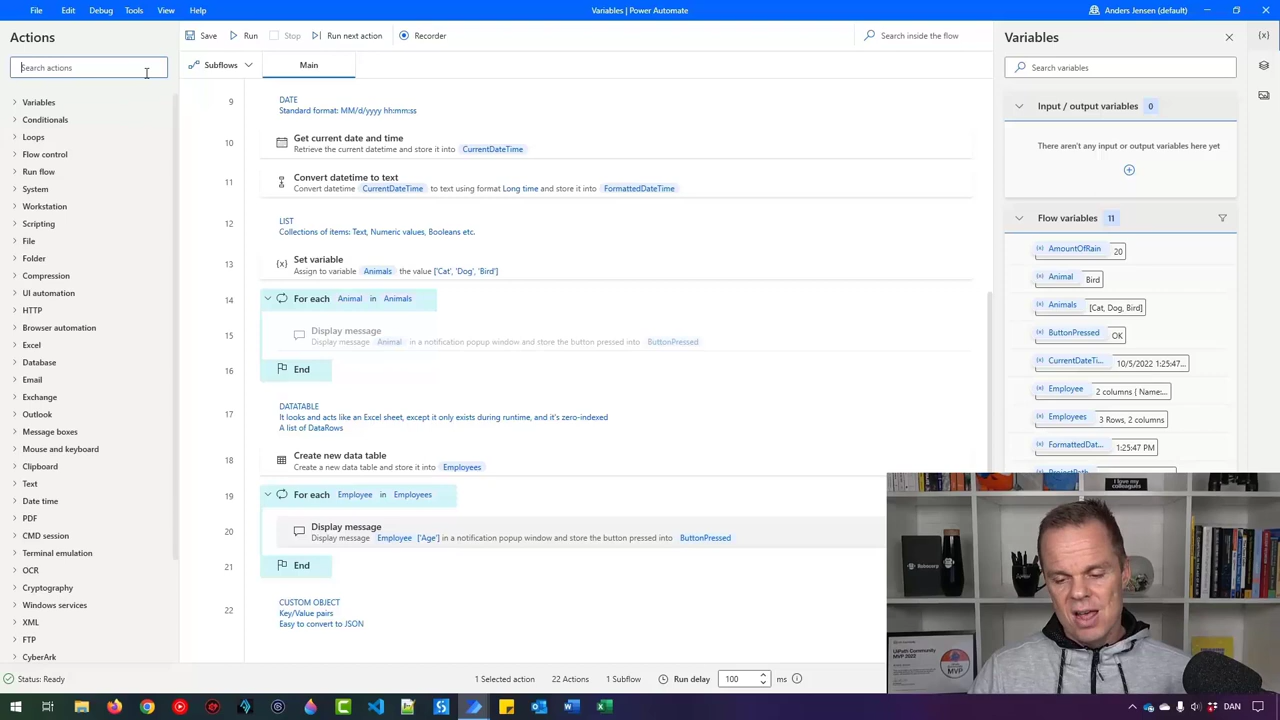 File Edit Debug Tools View Help
Variables | Power Automate
Anders Jensen (Default)
Actions
Search actions
Variables
Conditionals
Loops
Flow control
Run flow
System
Workstation
Scripting
File
Folder
Compression
UI automation
HTTP
Browser automation
Excel
Database
Email
Exchange
Outlook
Message boxes
Mouse and keyboard
Clipboard
Text
Date time
PDF
CMD session
Terminal emulation
OCR
Cryptography
Windows services
XML
FTP
CyberArk
Save Run Stop Run next action Recorder
Search inside the flow
Subflows Main
9 DATE
Standard format: MM/d/yyyy hh:mm:ss
10 Get current date and time
Retrieve the current datetime and store it into CurrentDateTime
11 Convert datetime to text
Convert datetime CurrentDateTime to text using format Long time and store it into FormattedDateTime
12 LIST
Collections of items: Text, Numeric values, Booleans etc.
13 Set variable
{x} Assign to variable Animals the value ['Cat', 'Dog', 'Bird']
14 For each Animal in Animals
15 Display message
Display message Animal in a notification popup window and store the button pressed into ButtonPressed
16 End
17 DATATABLE
It looks and acts like an Excel sheet, except it only exists during runtime, and it's zero-indexed
A list of DataRows
18 Create new data table
Create a new data table and store it into Employees
19 For each Employee in Employees
20 Display message
Display message Employee ['Age'] in a notification popup window and store the button pressed into ButtonPressed
21 End
22 CUSTOM OBJECT
Key/Value pairs
Easy to convert to JSON
Variables
Search variables
Input / output variables 0
There aren't any input or output variables here yet
Flow variables 11
AmountOfRain 20
Animal Bird
Animals [Cat, Dog, Bird]
ButtonPressed OK
CurrentDateTi... 10/5/2022 1:25:47...
Employee 2 columns { Name:...
Employees 3 Rows, 2 columns
FormattedDat... 1:25:47 PM
I love my
colleagues
Robocorp
UiPath Community
MVP 2022
Status: Ready
1 Selected action 22 Actions 1 Subflow Run delay 100 ms
DAN